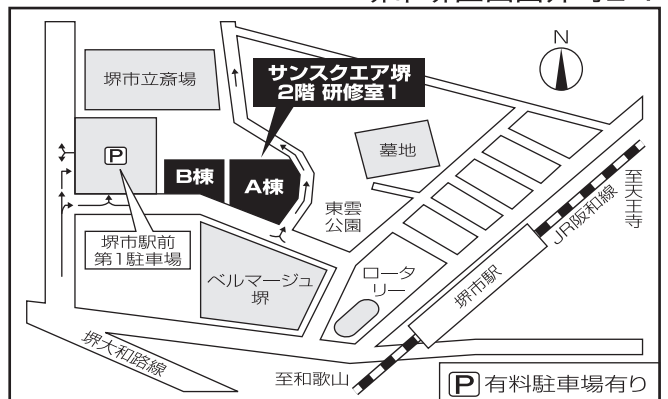 サンスクエア堺
2階 研修室1
N
堺市立斎場
P
B棟
A棟
墓地
東雲
公園
至天王寺
JR阪和線
堺市駅前
第1駐車場
ベルマージュ
堺
ロータ
リー
堺市駅
堺大和路線
至和歌山
P 有料駐車場有り